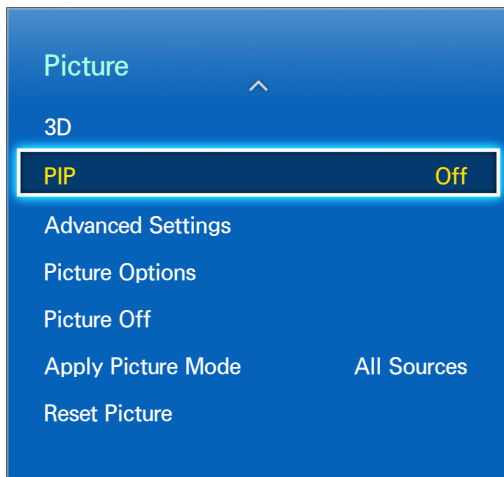 Picture
3D
PIP Off
Advanced Settings
Picture Options
Picture Off
Apply Picture Mode All Sources
Reset Picture